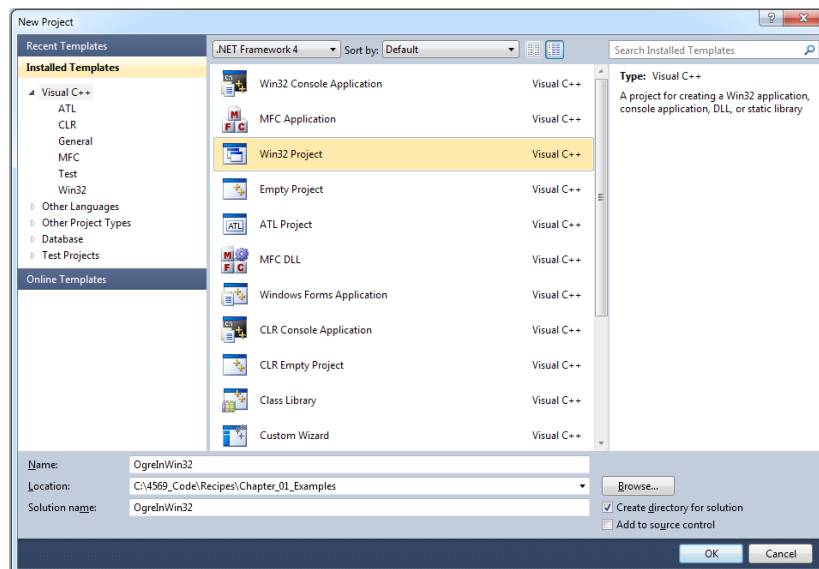 New Project
Recent Templates
Installed Templates
Visual C++
ATL
CLR
General
MFC
Test
Win32
Other Languages
Other Project Types
Database
Test Projects
Online Templates
.NET Framework 4 Sort by: Default
Win32 Console Application Visual C++
MFC Application Visual C++
Win32 Project Visual C++
Empty Project Visual C++
ATL Project Visual C++
MFC DLL Visual C++
Windows Forms Application Visual C++
CLR Console Application Visual C++
CLR Empty Project Visual C++
Class Library Visual C++
Custom Wizard Visual C++
Search Installed Templates
Type: Visual C++
A project for creating a Win32 application,
console application, DLL, or static library
Name: OgreInWin32
Location: C:\4569_Code\Recipes\Chapter_01_Examples Browse...
Solution name: OgreInWin32
Create directory for solution
Add to source control
OK Cancel